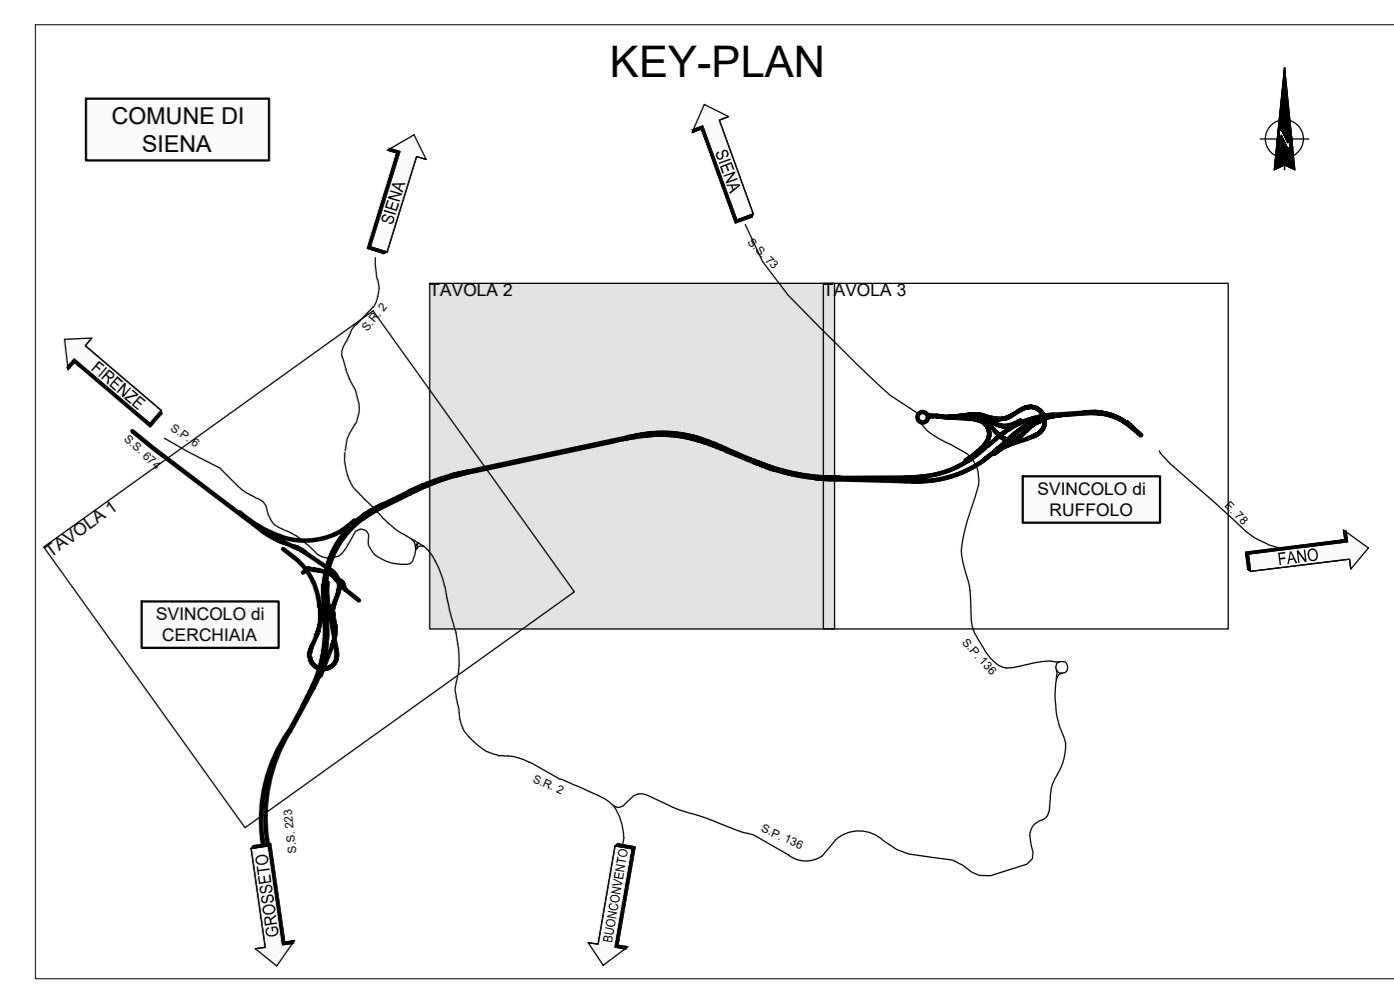 KEY-PLAN
COMUNE DI
SIENA
SIENA
SIENA
N
S.S. 73
TAVOLA 2
TAVOLA 3
S.R. 2
FIRENZE
S.P. 6
S.S. 674
TAVOLA 1
SVINCOLO di
RUFFOLO
E. 78
FANO
SVINCOLO di
CERCHIAIA
S.P. 136
S.R. 2
S.S. 223
S.P. 136
GROSSETO
BUONCONVENTO